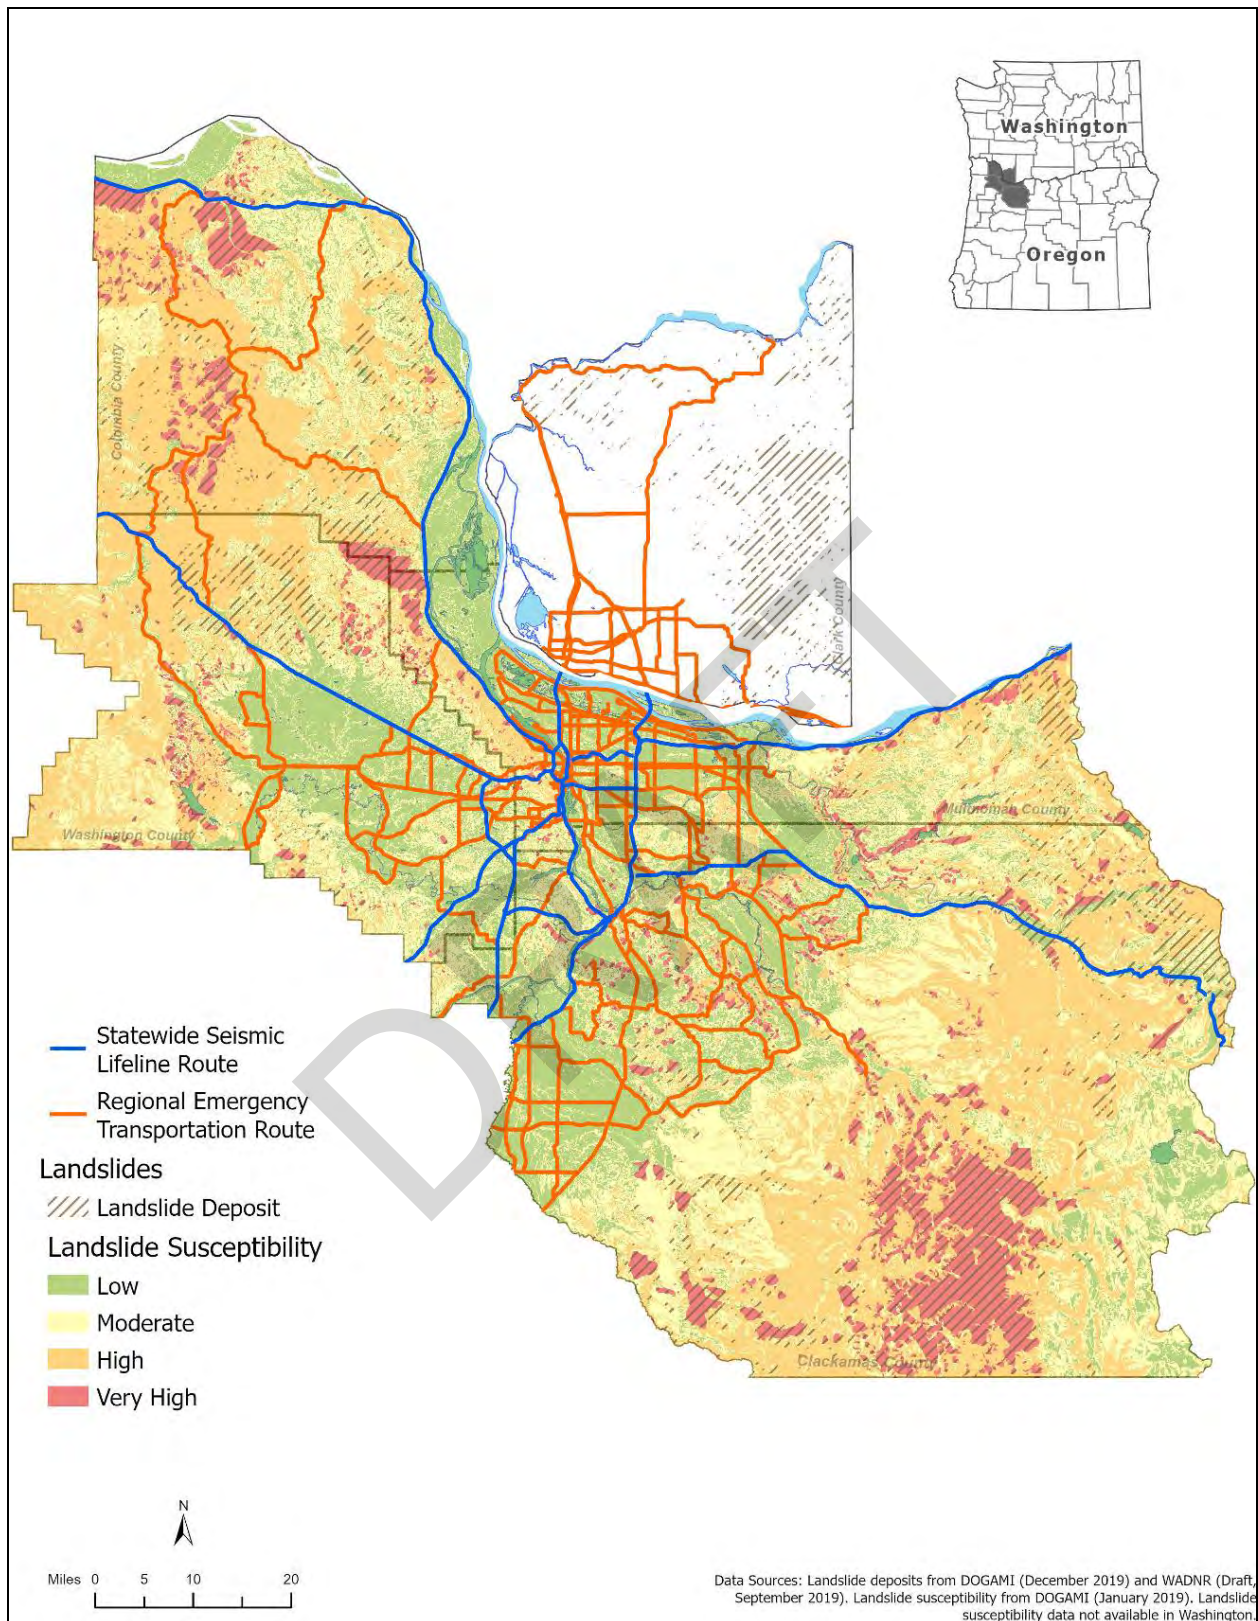 Washington
Oregon
Columbia County
Clark County
Multnomah County
Washington County
DRAFT
Statewide Seismic
Lifeline Route
Regional Emergency
Transportation Route
Landslides
Landslide Deposit
Landslide Susceptibility
Low
Moderate
High
Very High
Clackamas County
N
Miles 0 5 10 20
Data Sources: Landslide deposits from DOGAMI (December 2019) and WADNR (Draft,
September 2019). Landslide susceptibility from DOGAMI (January 2019). Landslide
susceptibility data not available in Washington.